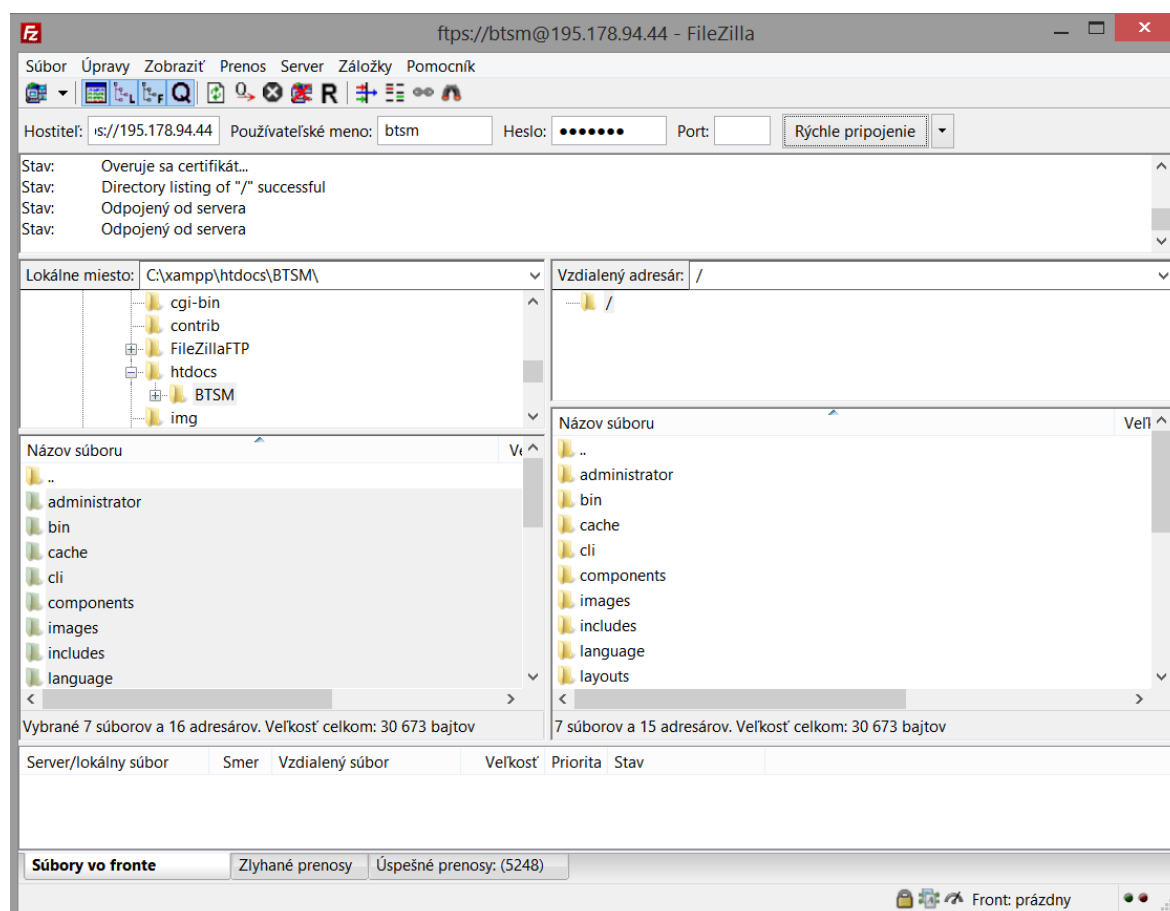 ftps://btsm@195.178.94.44 - FileZilla
Súbor Úpravy Zobraziť Prenos Server Záložky Pomocník
Hostiteľ: s://195.178.94.44 Používateľské meno: btsm Heslo: ●●●●●●● Port: Rýchle pripojenie
Stav: Overuje sa certifikát...
Stav: Directory listing of "/" successful
Stav: Odpojený od servera
Stav: Odpojený od servera
Lokálne miesto: C:\xampp\htdocs\BTSM\
cgi-bin
contrib
FileZillaFTP
htdocs
BTSM
img
Názov súboru
..
administrator
bin
cache
cli
components
images
includes
language
Vybrané 7 súborov a 16 adresárov. Veľkosť celkom: 30 673 bajtov
Vzdialený adresár: /
/
Názov súboru
..
administrator
bin
cache
cli
components
images
includes
language
layouts
7 súborov a 15 adresárov. Veľkosť celkom: 30 673 bajtov
Server/lokálny súbor Smer Vzdialený súbor Veľkosť Priorita Stav
Súbory vo fronte Zlyhané prenosy Úspešné prenosy: (5248)
Front: prázdny